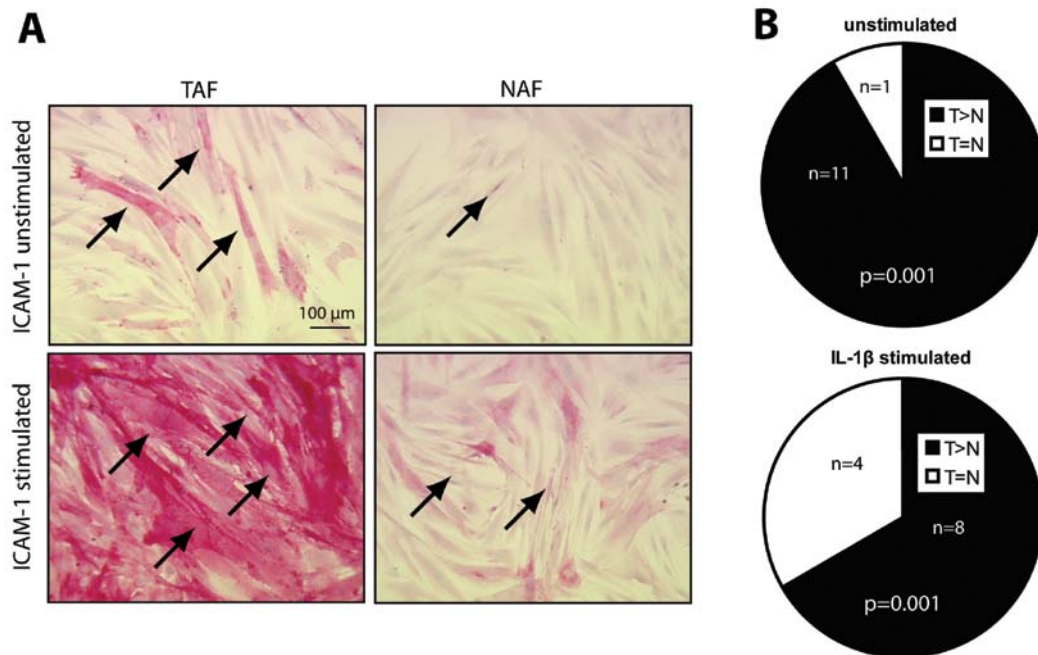 A
TAF
NAF
ICAM-1 unstimulated
100 µm
ICAM-1 stimulated
B
unstimulated
n=1
T>N
T=N
n=11
p=0.001
IL-1β stimulated
T>N
T=N
n=4
n=8
p=0.001